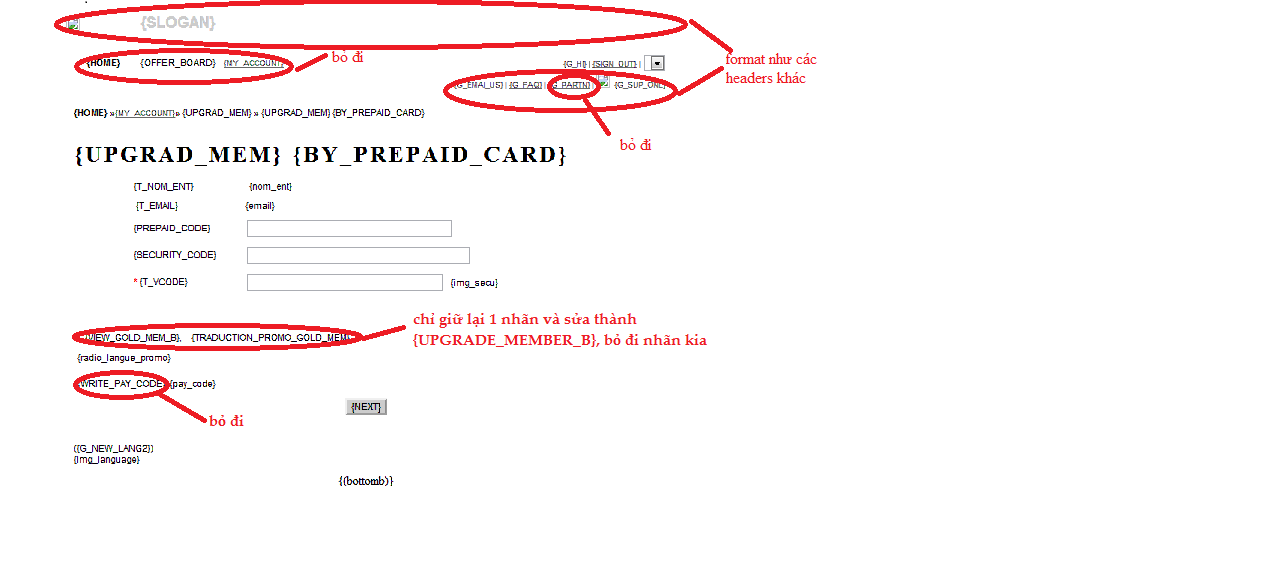 {SLOGAN}
{HOME} {OFFER_BOARD} {MY_ACCOUNT}
bỏ đi
{G_HI} | {SIGN_OUT} |
format như các
headers khác
{G_EMAI_US} | {G_FAQ} | {G_PARTN} | {G_SUP_ONL}
{HOME} » {MY_ACCOUNT} » {UPGRAD_MEM} » {UPGRAD_MEM} {BY_PREPAID_CARD}
bỏ đi
{UPGRAD_MEM} {BY_PREPAID_CARD}
{T_NOM_ENT} {nom_ent}
{T_EMAIL} {email}
{PREPAID_CODE}
{SECURITY_CODE}
* {T_VCODE} {img_secu}
chỉ giữ lại 1 nhãn và sửa thành
{UPGRADE_MEMBER_B}, bỏ đi nhãn kia
{VIEW_GOLD_MEM_B}, {TRADUCTION_PROMO_GOLD_MEM}
{radio_langue_promo}
{WRITE_PAY_CODE} {pay_code}
{NEXT}
bỏ đi
({G_NEW_LANG2})
{img_language}
{(bottomb)}